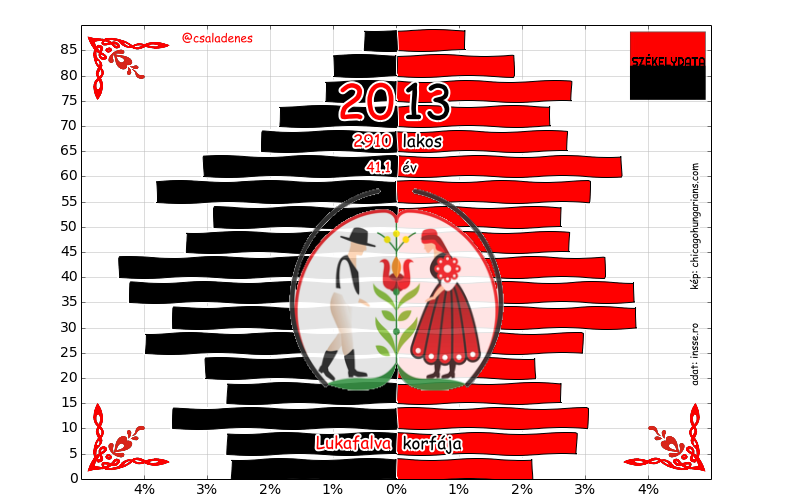 @csaladenes
SZÉKELYDATA
2013
2910 lakos
41,1 év
kép: chicagohungarians.com
adat: insse.ro
Lukafalva korfája
85
80
75
70
65
60
55
50
45
40
35
30
25
20
15
10
5
0
4% 3% 2% 1% 0% 1% 2% 3% 4%